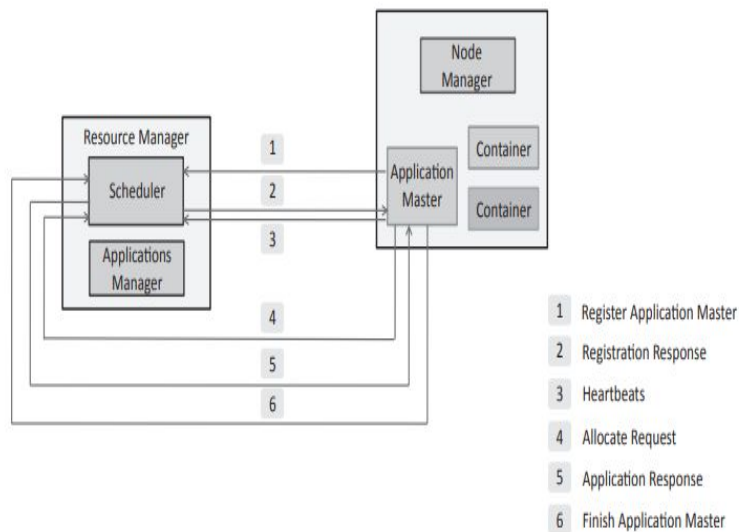 Node
Manager
Resource Manager
1
Container
Application
Master
2
Scheduler
Container
3
Applications
Manager
4
1 Register Application Master
2 Registration Response
5
3 Heartbeats
6
4 Allocate Request
5 Application Response
6 Finish Application Master